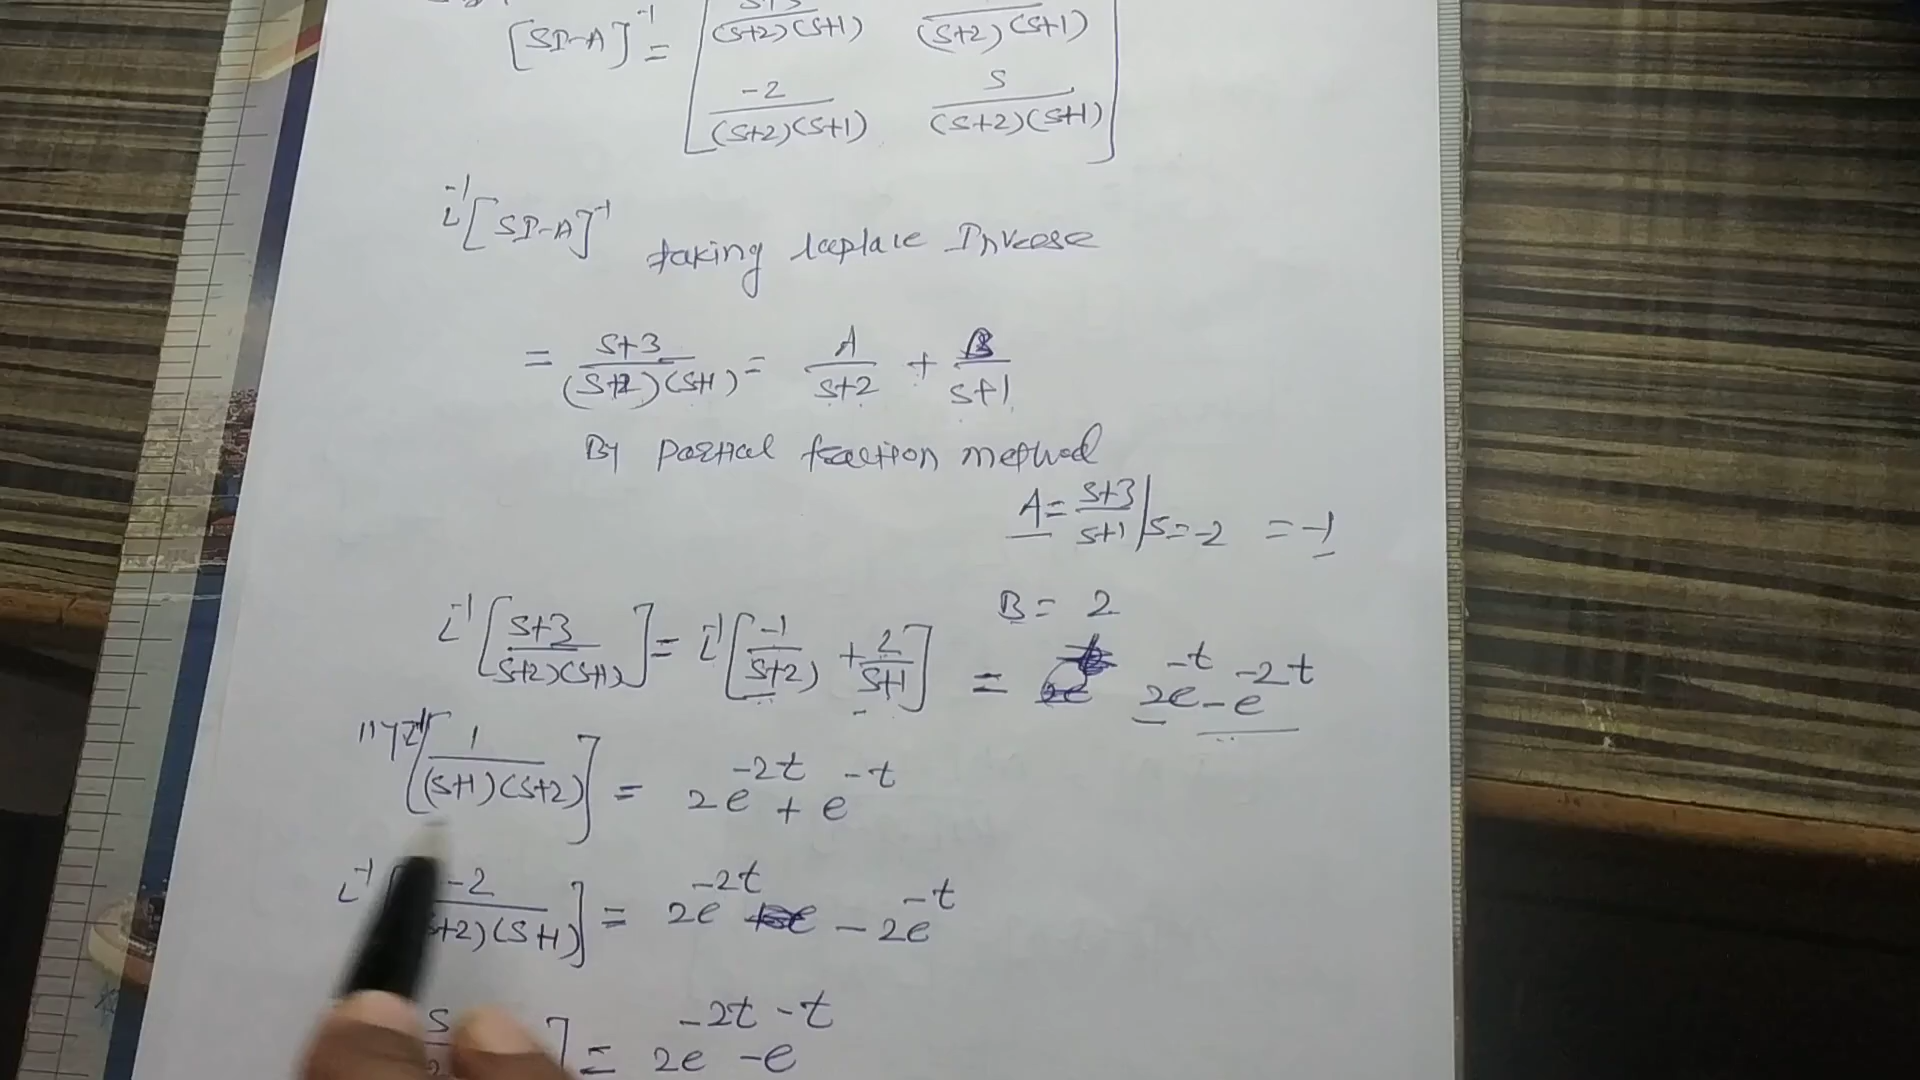 [SI-A]⁻¹ = [ s+3/(s+2)(s+1) /(s+2)(s+1)
-2/(s+2)(s+1) s/(s+2)(s+1) ]
L⁻¹[SI-A]⁻¹ taking laplace Inverse
= s+3/(s+2)(s+1) = A/s+2 + B/s+1
By partial fraction method
A = s+3/s+1 | s=-2 = -1
B = 2
L⁻¹[s+3/(s+2)(s+1)] = L⁻¹[-1/(s+2) + 2/s+1] = 2e^-t - e^-2t
L⁻¹[1/(s+1)(s+2)] = 2e^-2t + e^-t
L⁻¹[-2/(s+2)(s+1)] = 2e^-2t - 2e^-t
s/ ] = 2e^-2t - e^-t